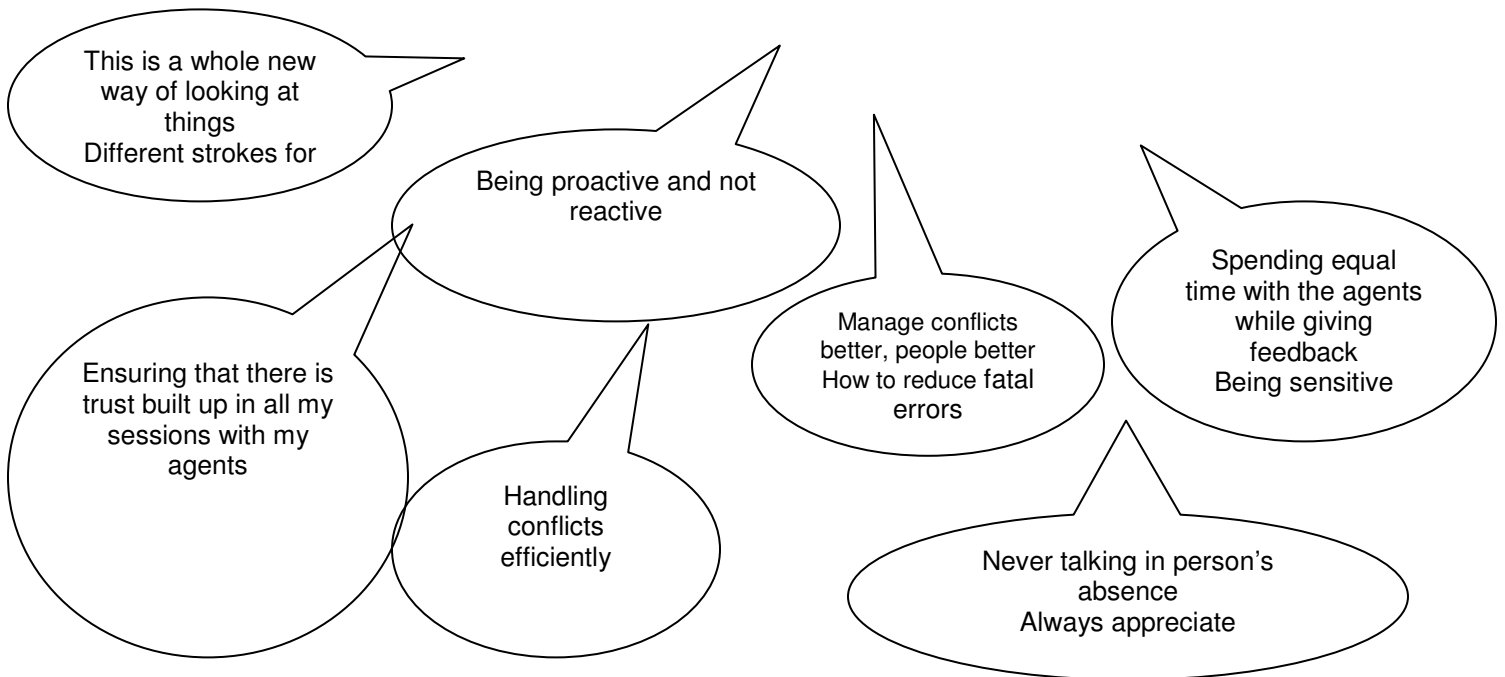 This is a whole new
way of looking at
things
Different strokes for
Being proactive and not
reactive
Ensuring that there is
trust built up in all my
sessions with my
agents
Handling
conflicts
efficiently
Manage conflicts
better, people better
How to reduce fatal
errors
Spending equal
time with the agents
while giving
feedback
Being sensitive
Never talking in person’s
absence
Always appreciate